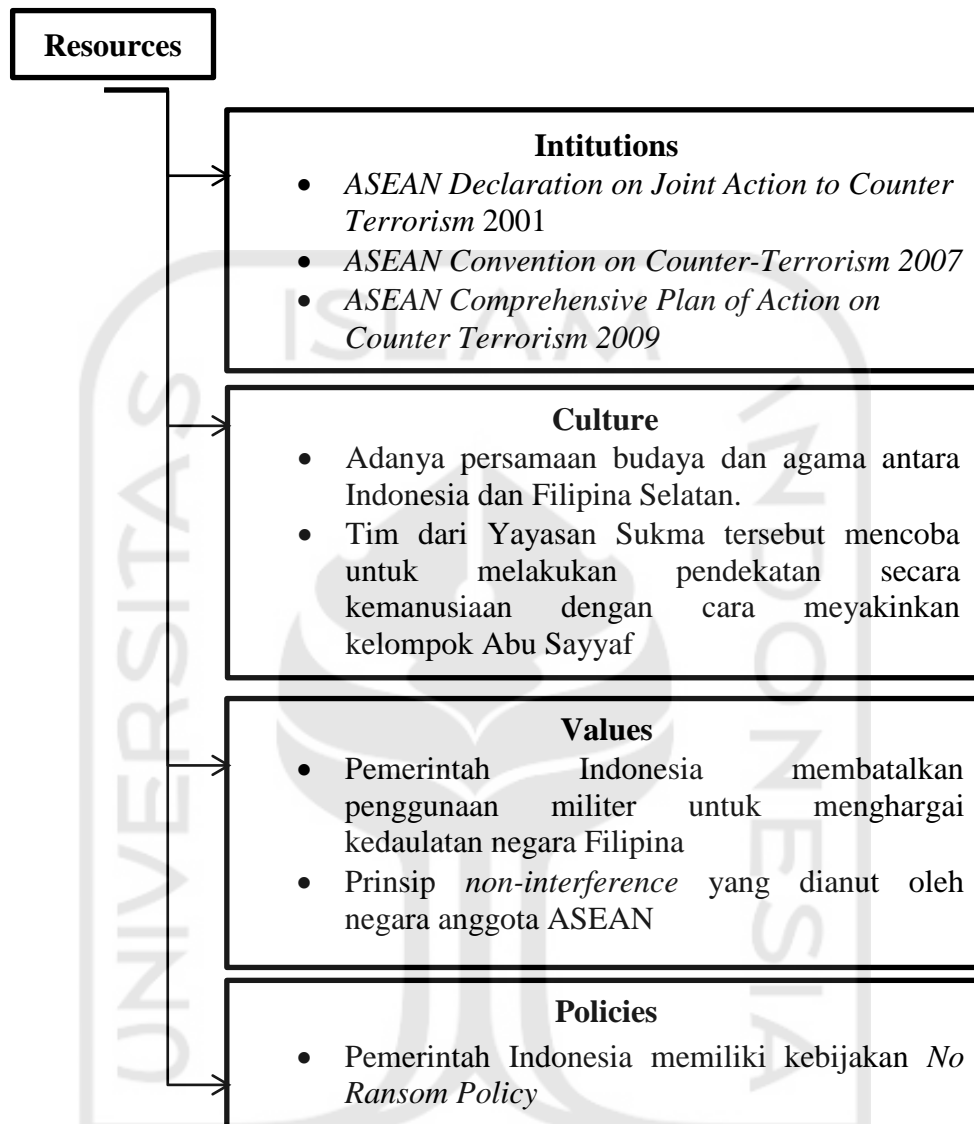 Resources
Intitutions
• ASEAN Declaration on Joint Action to Counter
Terrorism 2001
• ASEAN Convention on Counter-Terrorism 2007
• ASEAN Comprehensive Plan of Action on
Counter Terrorism 2009
Culture
• Adanya persamaan budaya dan agama antara
Indonesia dan Filipina Selatan.
• Tim dari Yayasan Sukma tersebut mencoba
untuk melakukan pendekatan secara
kemanusiaan dengan cara meyakinkan
kelompok Abu Sayyaf
Values
• Pemerintah Indonesia membatalkan
penggunaan militer untuk menghargai
kedaulatan negara Filipina
• Prinsip non-interference yang dianut oleh
negara anggota ASEAN
Policies
• Pemerintah Indonesia memiliki kebijakan No
Ransom Policy
UNIVERSITAS
ISLAM
INDONESIA